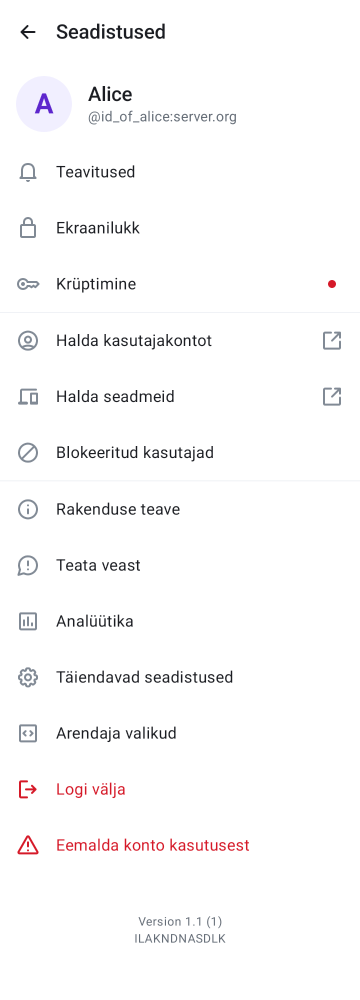 Seadistused
A
Alice
@id_of_alice:server.org
Teavitused
Ekraanilukk
Krüptimine
Halda kasutajakontot
Halda seadmeid
Blokeeritud kasutajad
Rakenduse teave
Teata veast
Analüütika
Täiendavad seadistused
Arendaja valikud
Logi välja
Eemalda konto kasutusest
Version 1.1 (1)
ILAKNDNASDLK